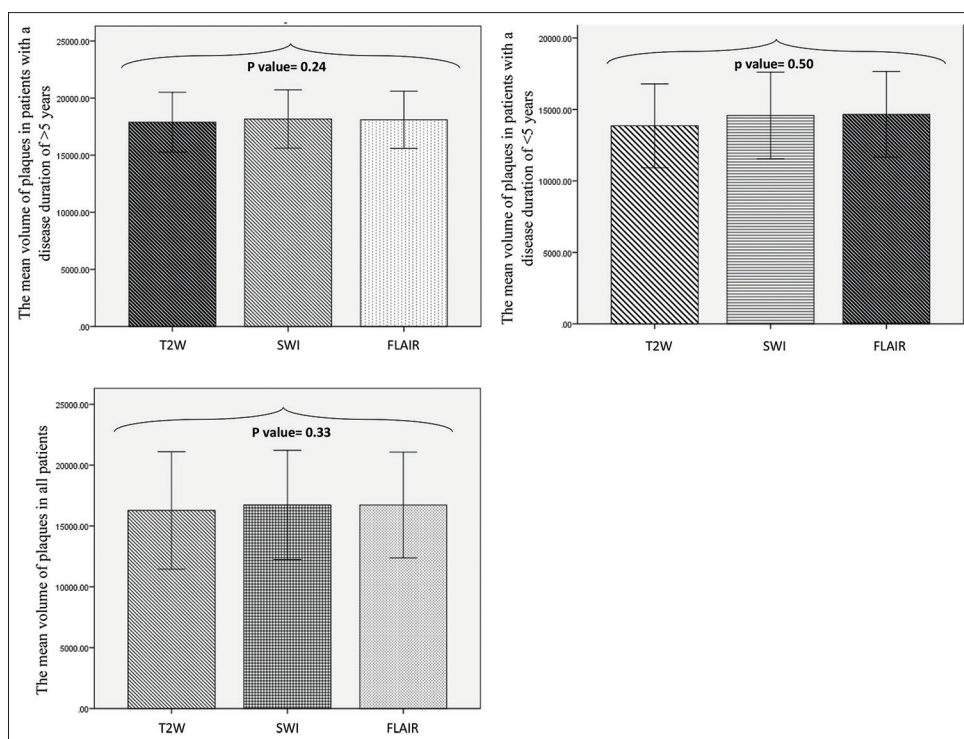 The mean volume of plaques in patients with a
disease duration of >5 years
25000.00
20000.00
15000.00
10000.00
5000.00
.00
P value= 0.24
T2W SWI FLAIR
The mean volume of plaques in patients with a
disease duration of <5 years
20000.00
15000.00
10000.00
5000.00
.00
p value= 0.50
T2W SWI FLAIR
The mean volume of plaques in all patients
25000.00
20000.00
15000.00
10000.00
5000.00
.00
P value= 0.33
T2W SWI FLAIR